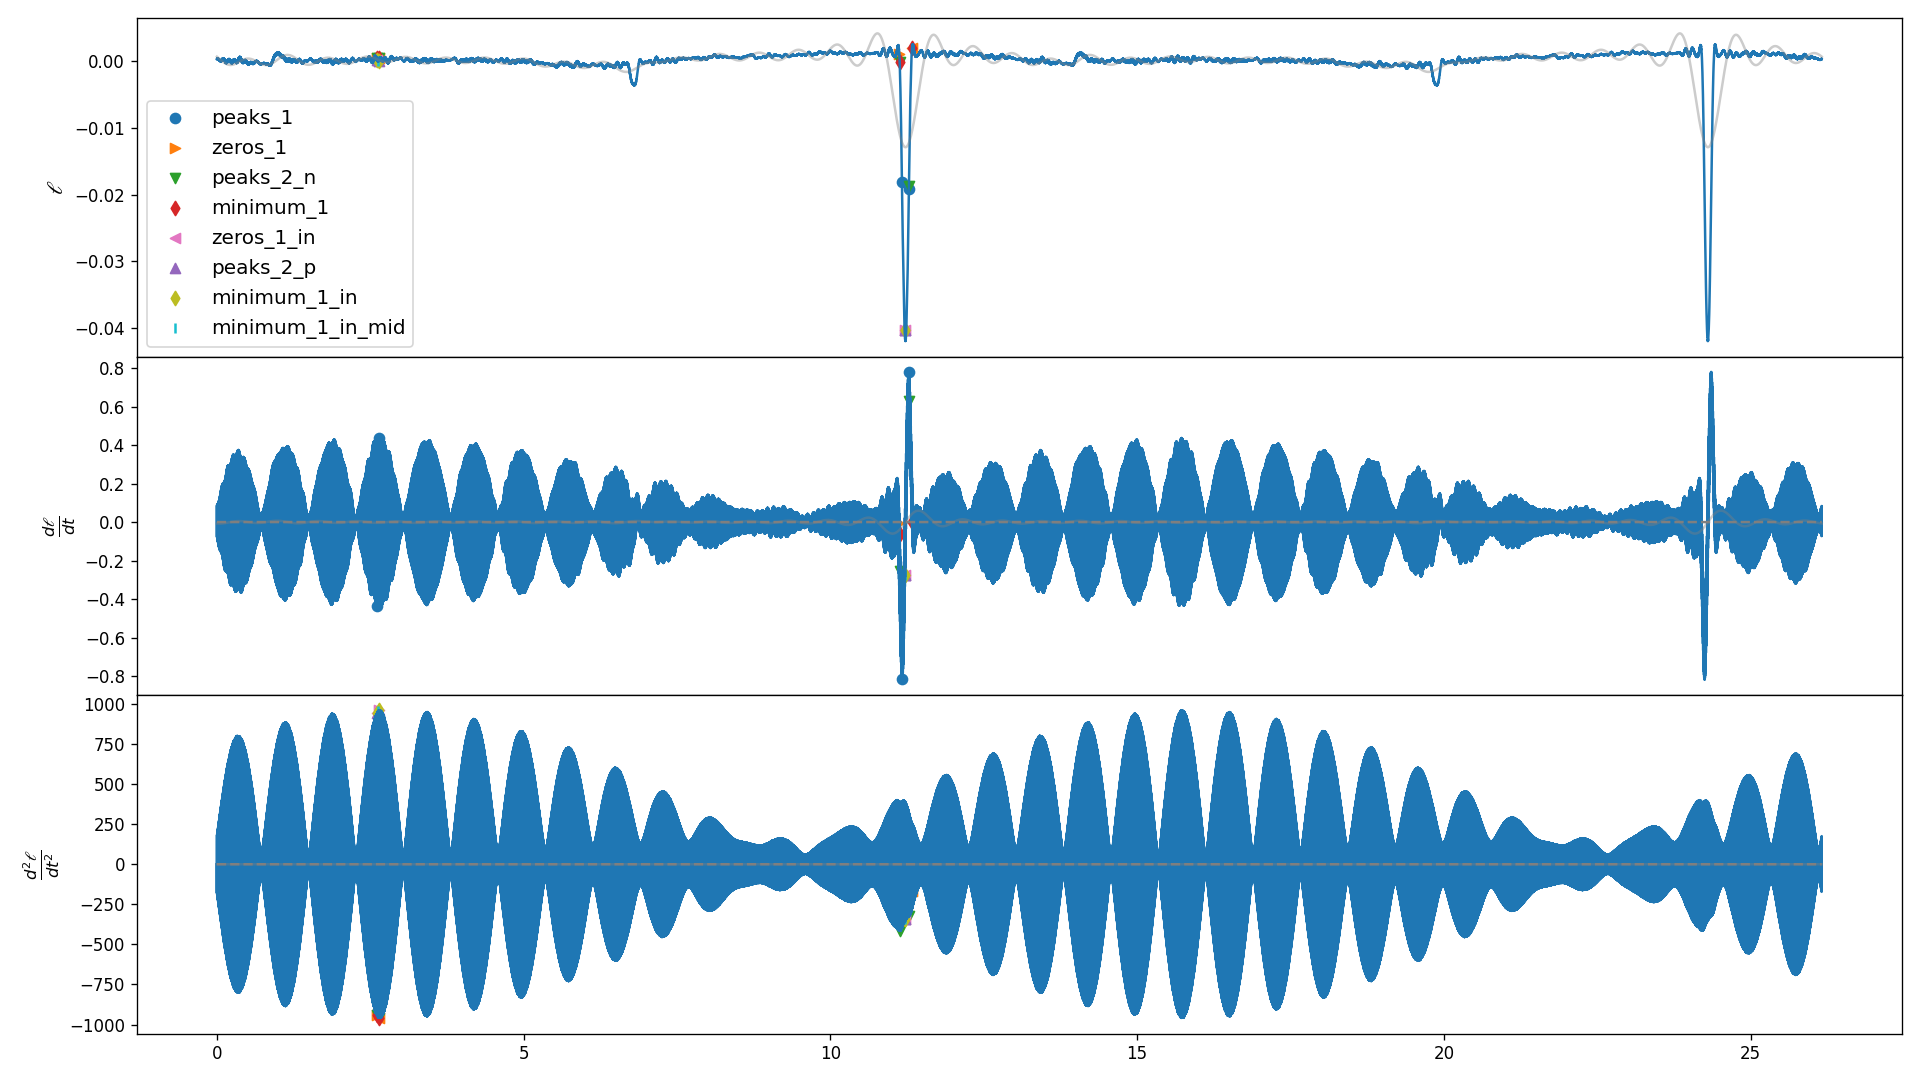 0.00
−0.01
−0.02
−0.03
−0.04
ℓ
peaks_1
zeros_1
peaks_2_n
minimum_1
zeros_1_in
peaks_2_p
minimum_1_in
minimum_1_in_mid
0.8
0.6
0.4
0.2
0.0
−0.2
−0.4
−0.6
−0.8
dℓ
dt
1000
750
500
250
0
−250
−500
−750
−1000
d²ℓ
dt²
0 5 10 15 20 25